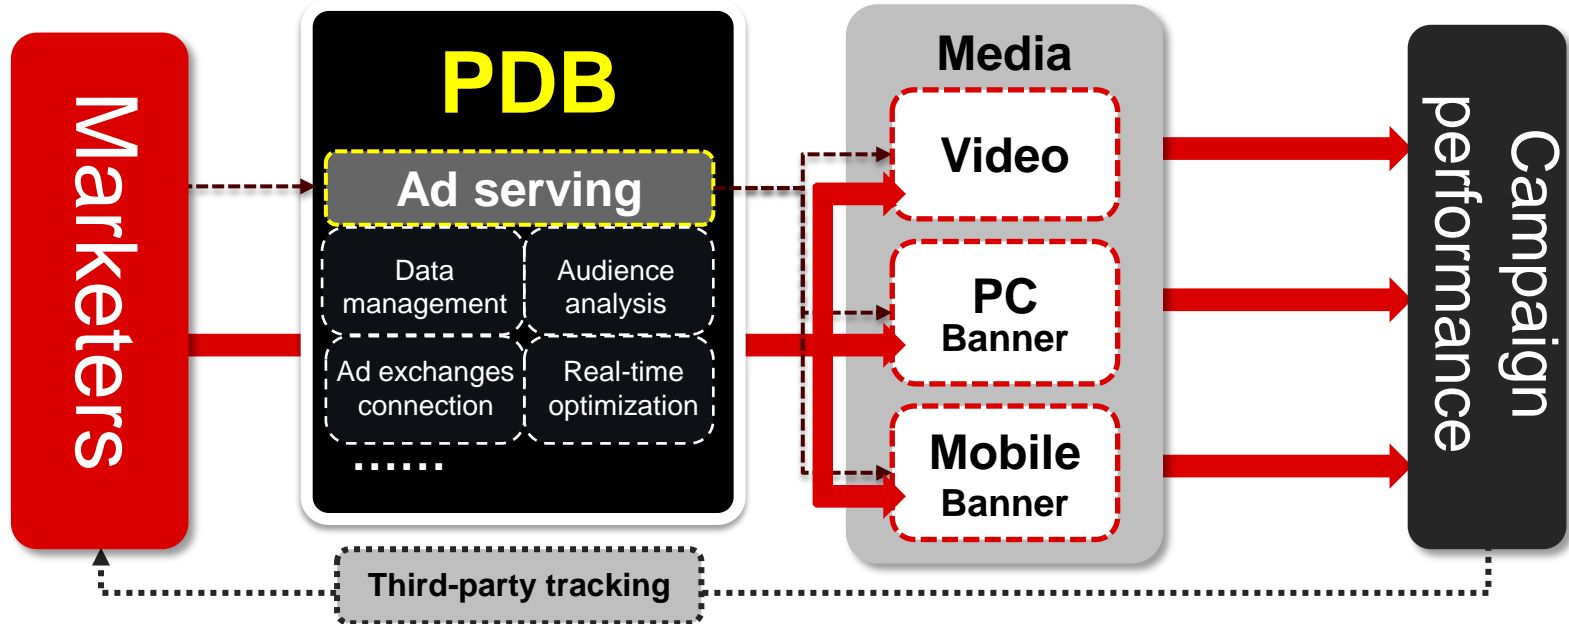 Marketers
PDB
Ad serving
Data
management
Audience
analysis
Ad exchanges
connection
Real-time
optimization
......
Media
Video
PC
Banner
Mobile
Banner
Campaign
performance
Third-party tracking